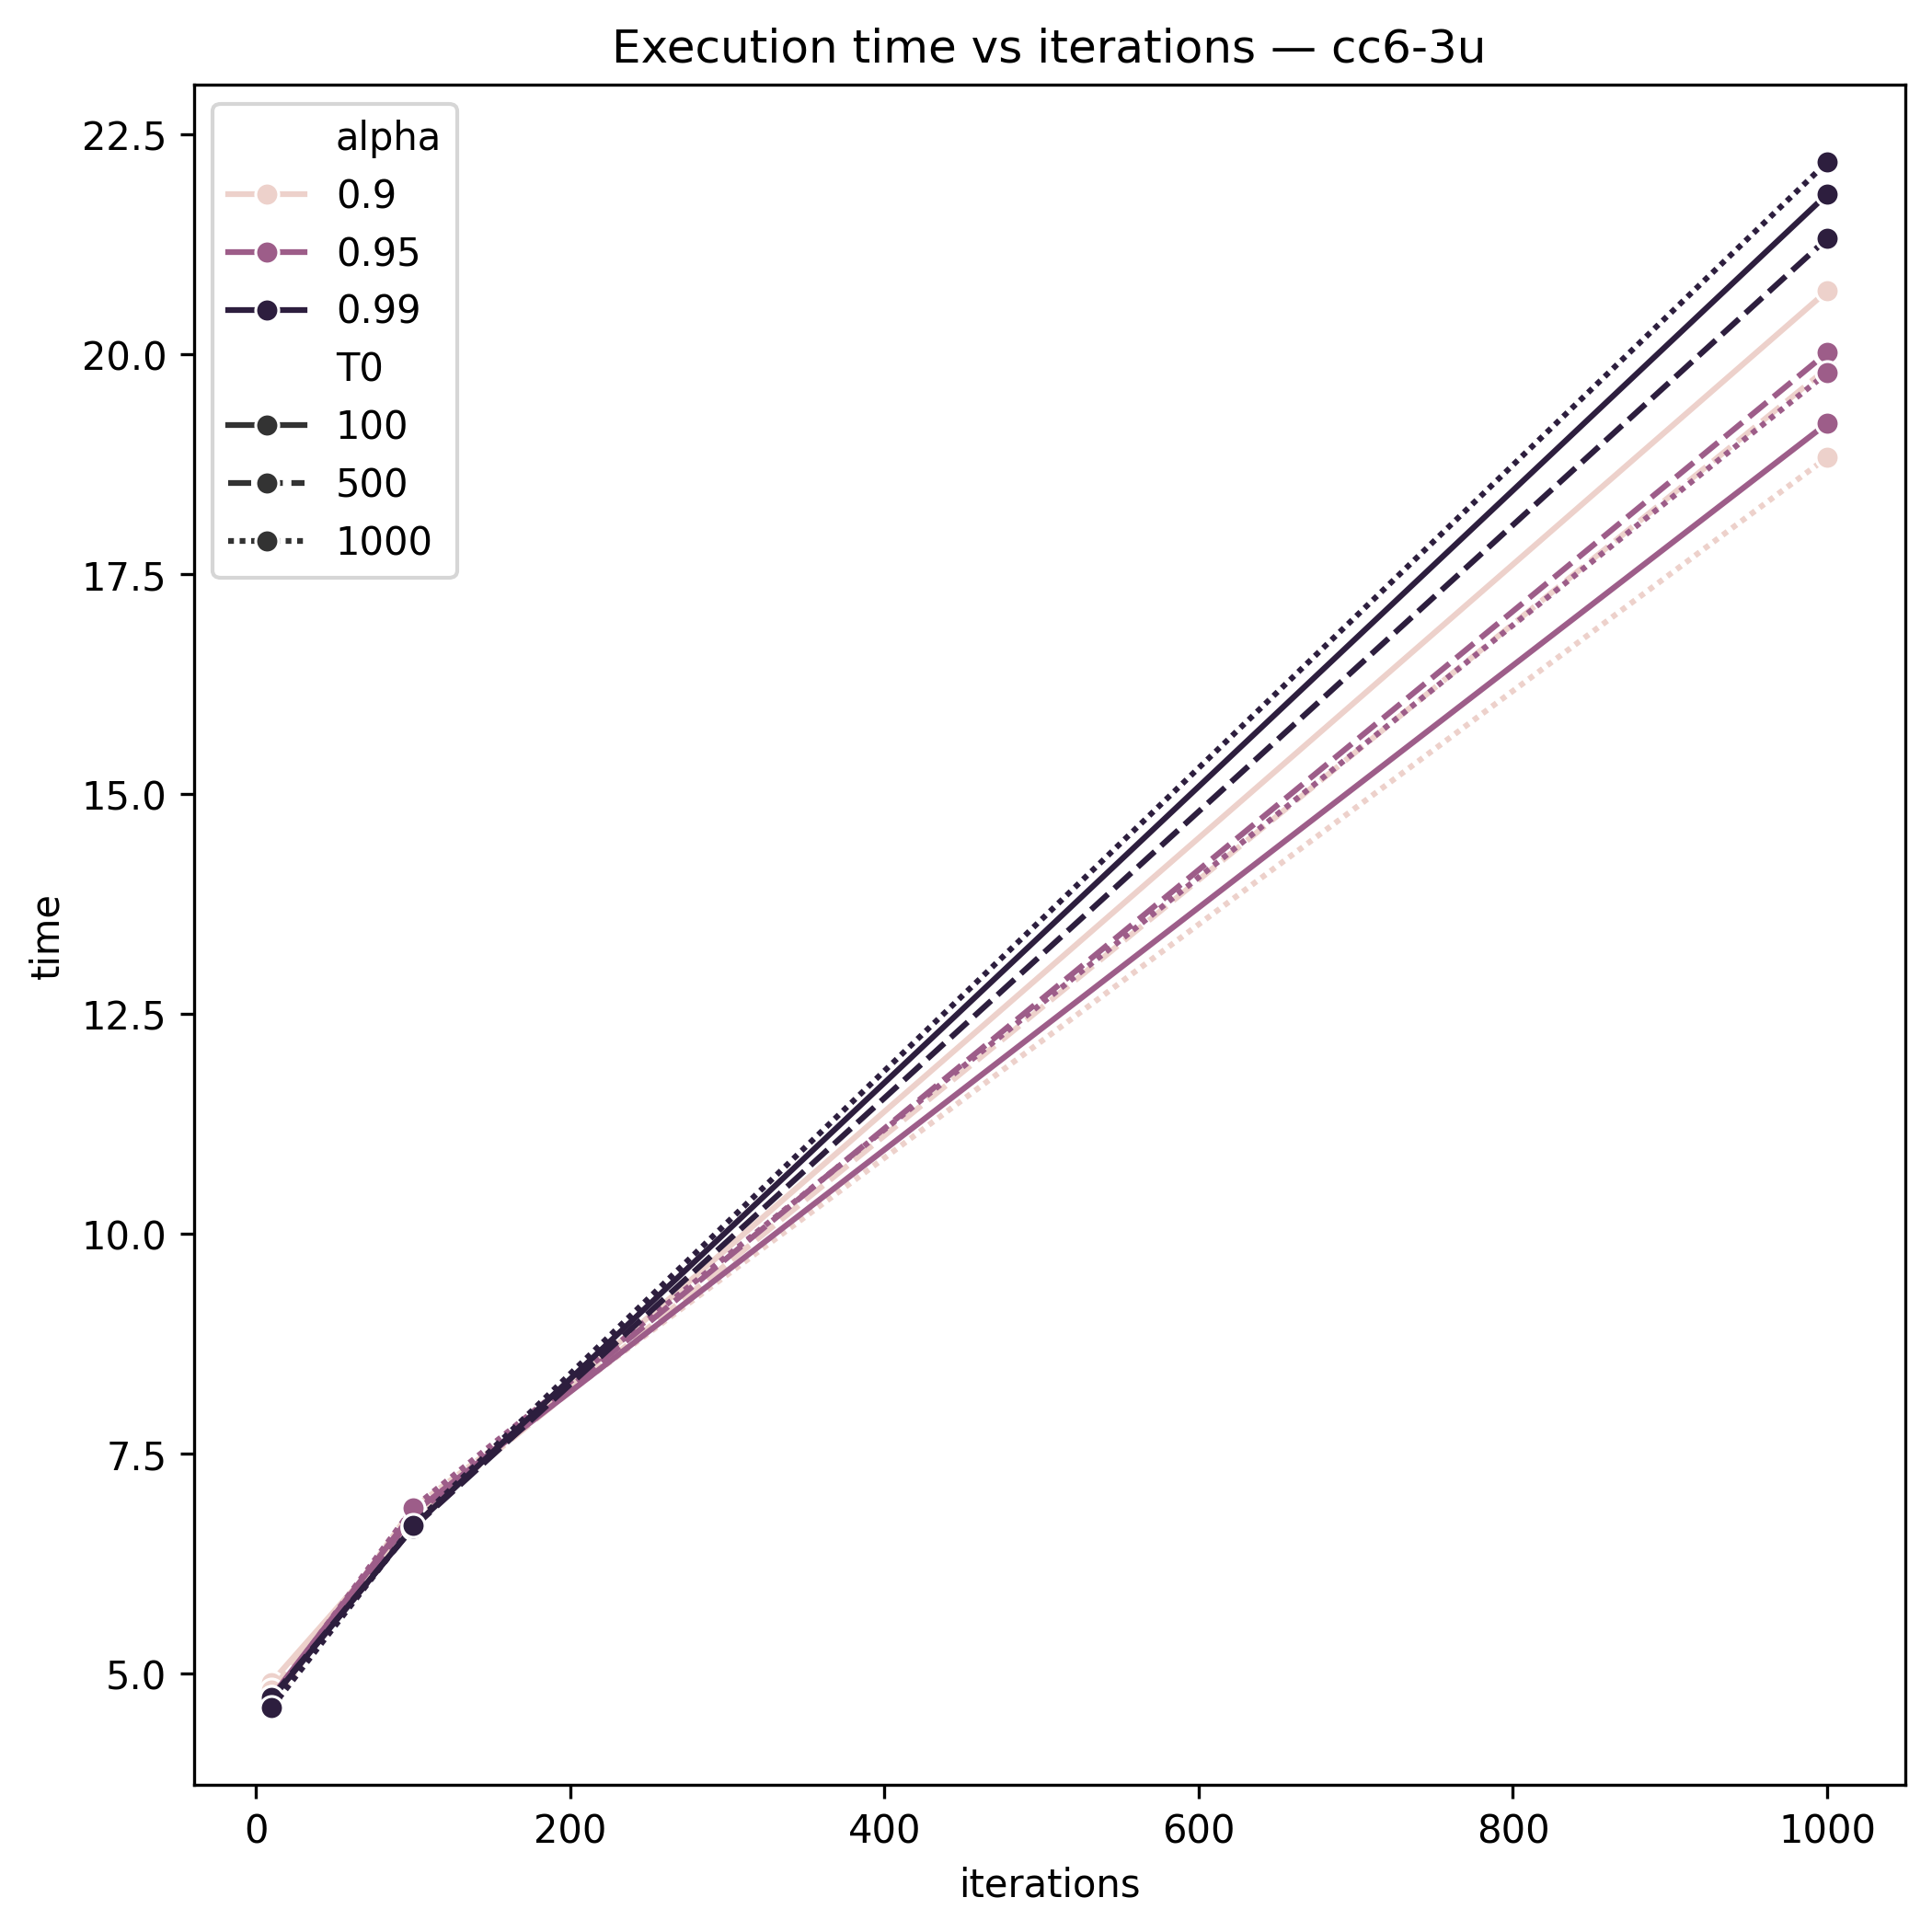 Execution time vs iterations — cc6-3u
alpha
0.9
0.95
0.99
T0
100
500
1000
22.5
20.0
17.5
15.0
12.5
10.0
7.5
5.0
time
0 200 400 600 800 1000
iterations